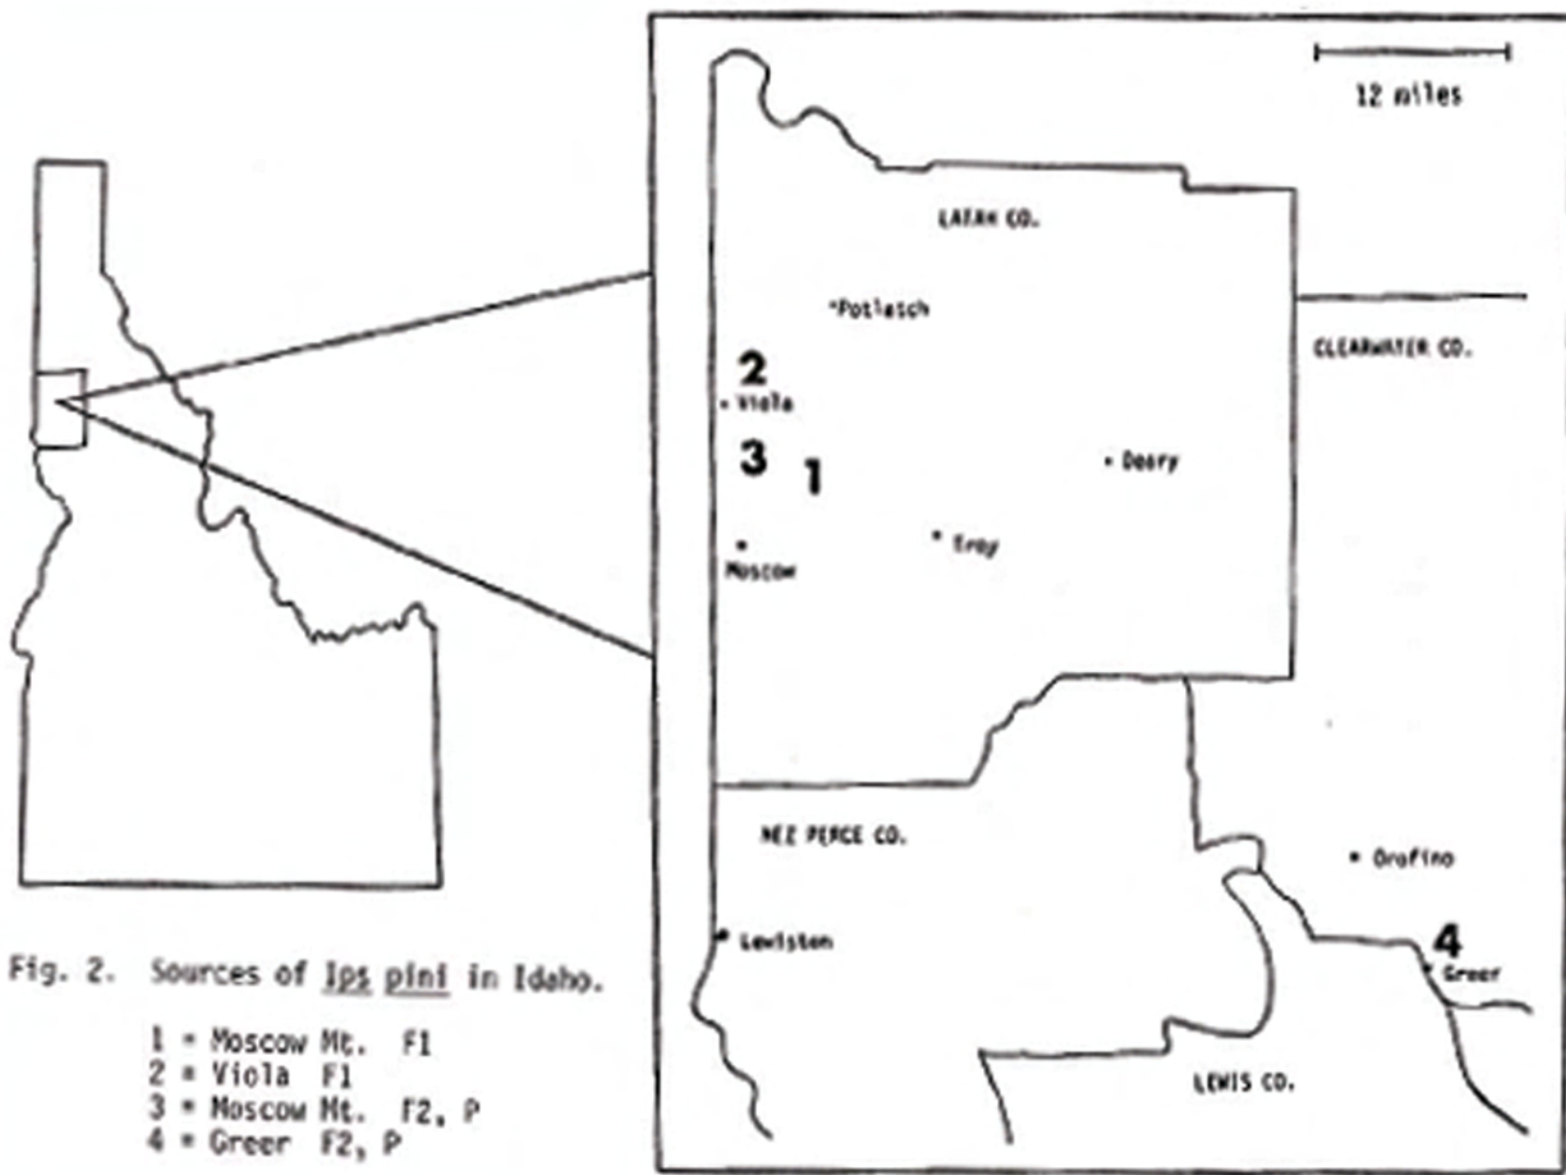 12 miles
LATAH CO.
Potlatch
CLEARWATER CO.
2
Viola
3
1
Deary
Troy
Moscow
NEZ PERCE CO.
Orofino
Lewiston
4
Greer
LEWIS CO.
Fig. 2. Sources of Ips pini in Idaho.
1 = Moscow Mt. F1
2 = Viola F1
3 = Moscow Mt. F2, P
4 = Greer F2, P